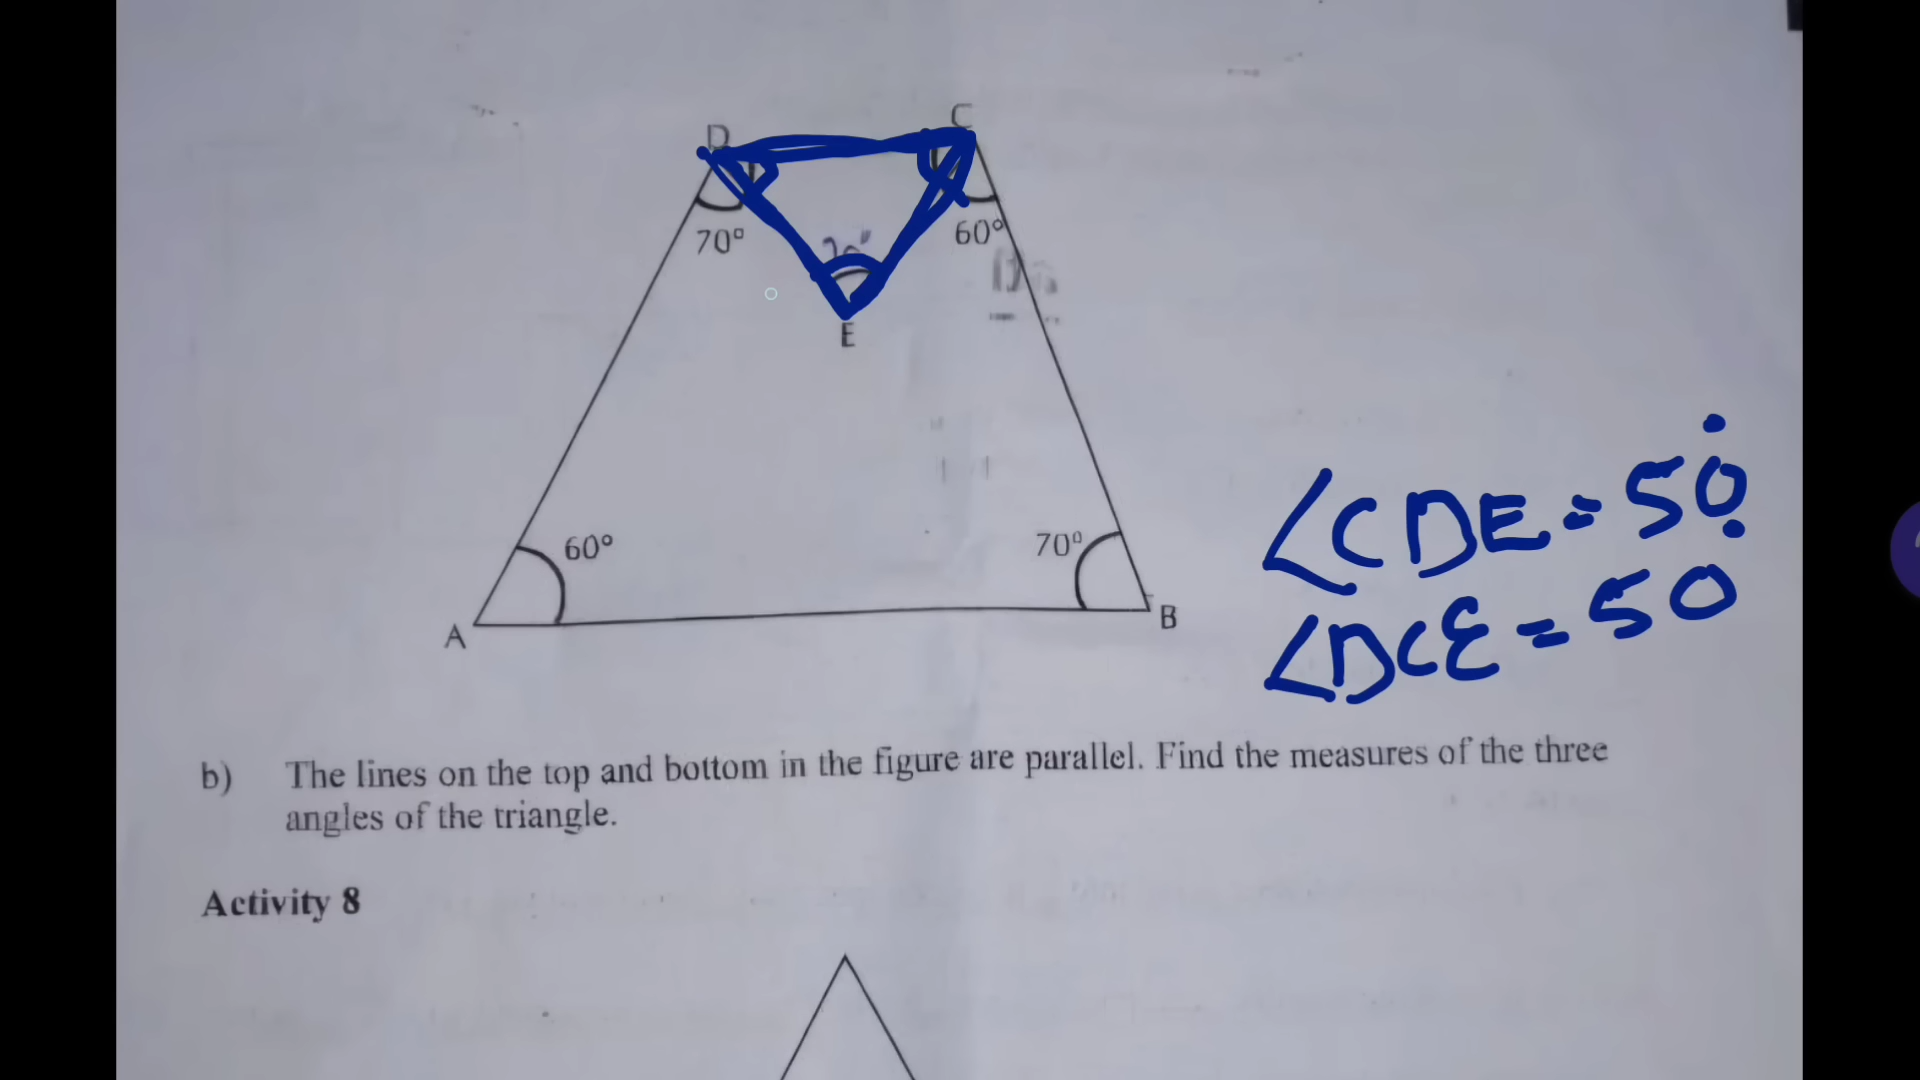 D
C
70°
60°
E
60°
70°
A
B
∠CDE = 50
∠DCE = 50
b) The lines on the top and bottom in the figure are parallel. Find the measures of the three
angles of the triangle.
Activity 8